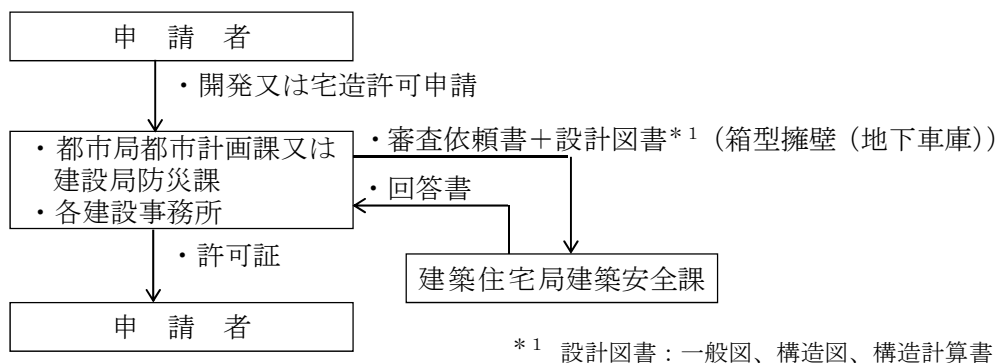 申 請 者
・開発又は宅造許可申請
・都市局都市計画課又は
建設局防災課
・各建設事務所
・審査依頼書＋設計図書＊１（箱型擁壁（地下車庫））
・回答書
・許可証
建築住宅局建築安全課
申 請 者
＊１ 設計図書：一般図、構造図、構造計算書